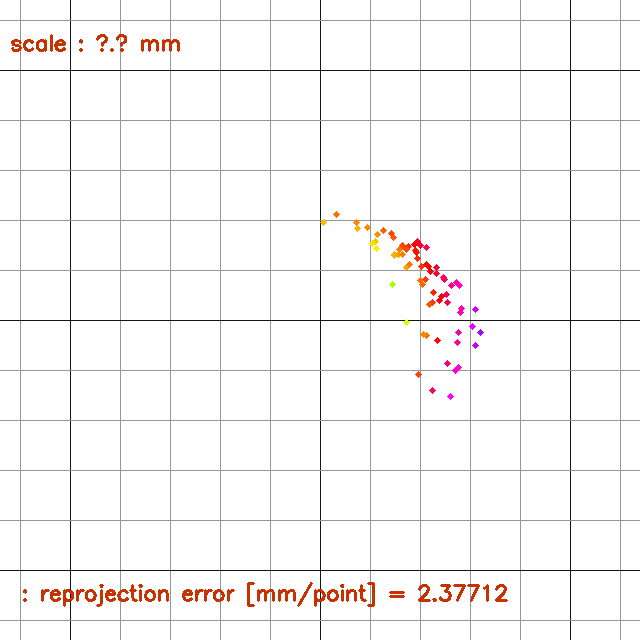 scale : ?.? mm
: reprojection error [mm/point] = 2.37712